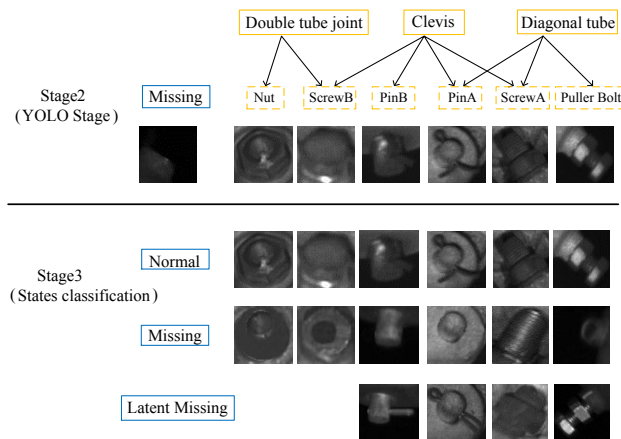 Double tube joint Clevis Diagonal tube
Stage2
(YOLO Stage)
Missing Nut ScrewB PinB PinA ScrewA Puller Bolt
Normal
Stage3
(States classification)
Missing
Latent Missing